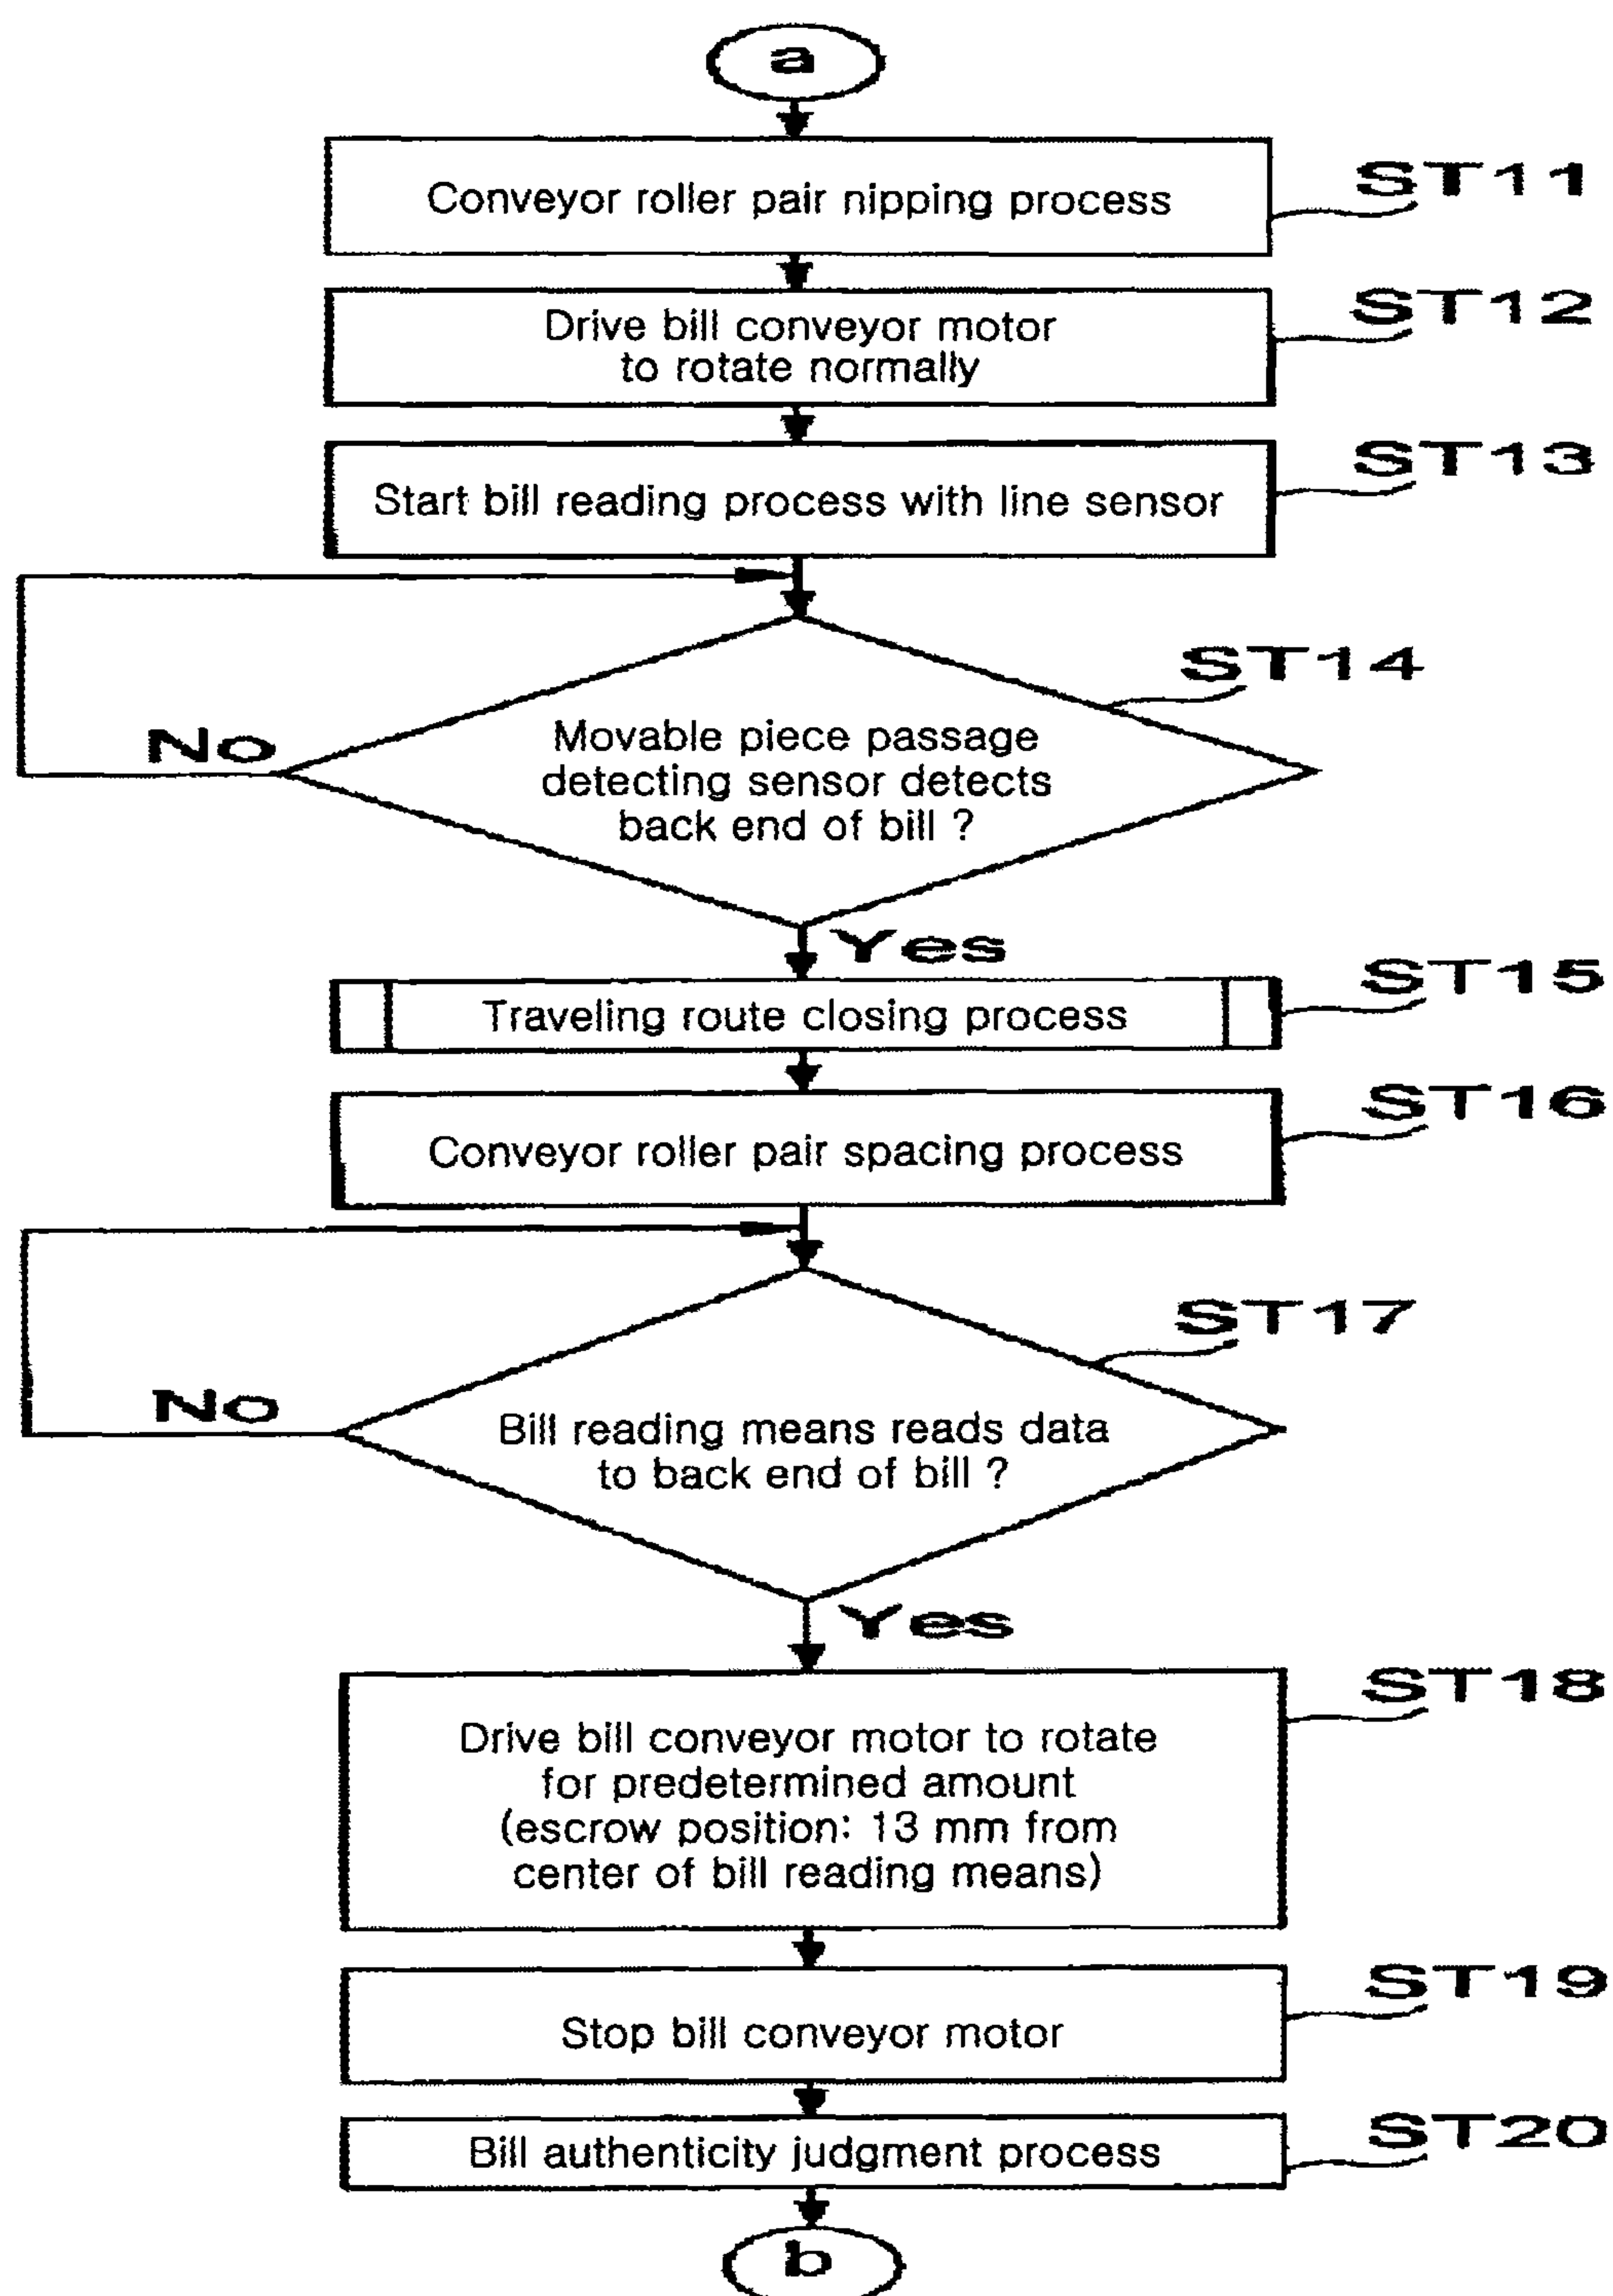 a
Conveyor roller pair nipping process
ST11
Drive bill conveyor motor
to rotate normally
ST12
Start bill reading process with line sensor
ST13
ST14
No
Movable piece passage
detecting sensor detects
back end of bill ?
Yes
Traveling route closing process
ST15
Conveyor roller pair spacing process
ST16
ST17
No
Bill reading means reads data
to back end of bill ?
Yes
Drive bill conveyor motor to rotate
for predetermined amount
(escrow position: 13 mm from
center of bill reading means)
ST18
Stop bill conveyor motor
ST19
Bill authenticity judgment process
ST20
b